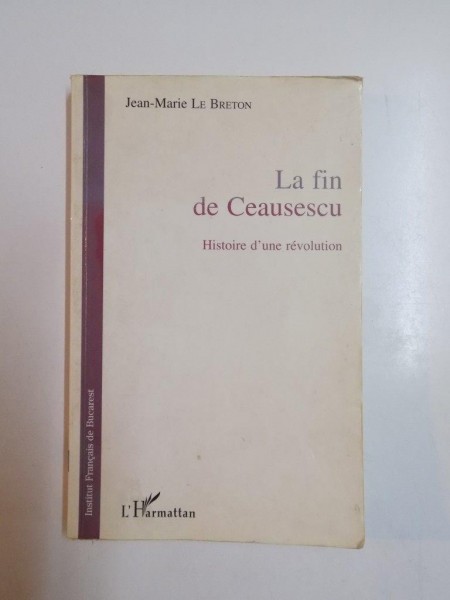 Jean-Marie LE BRETON
La fin
de Ceausescu
Histoire d'une révolution
Institut Français de Bucarest
L'Harmattan